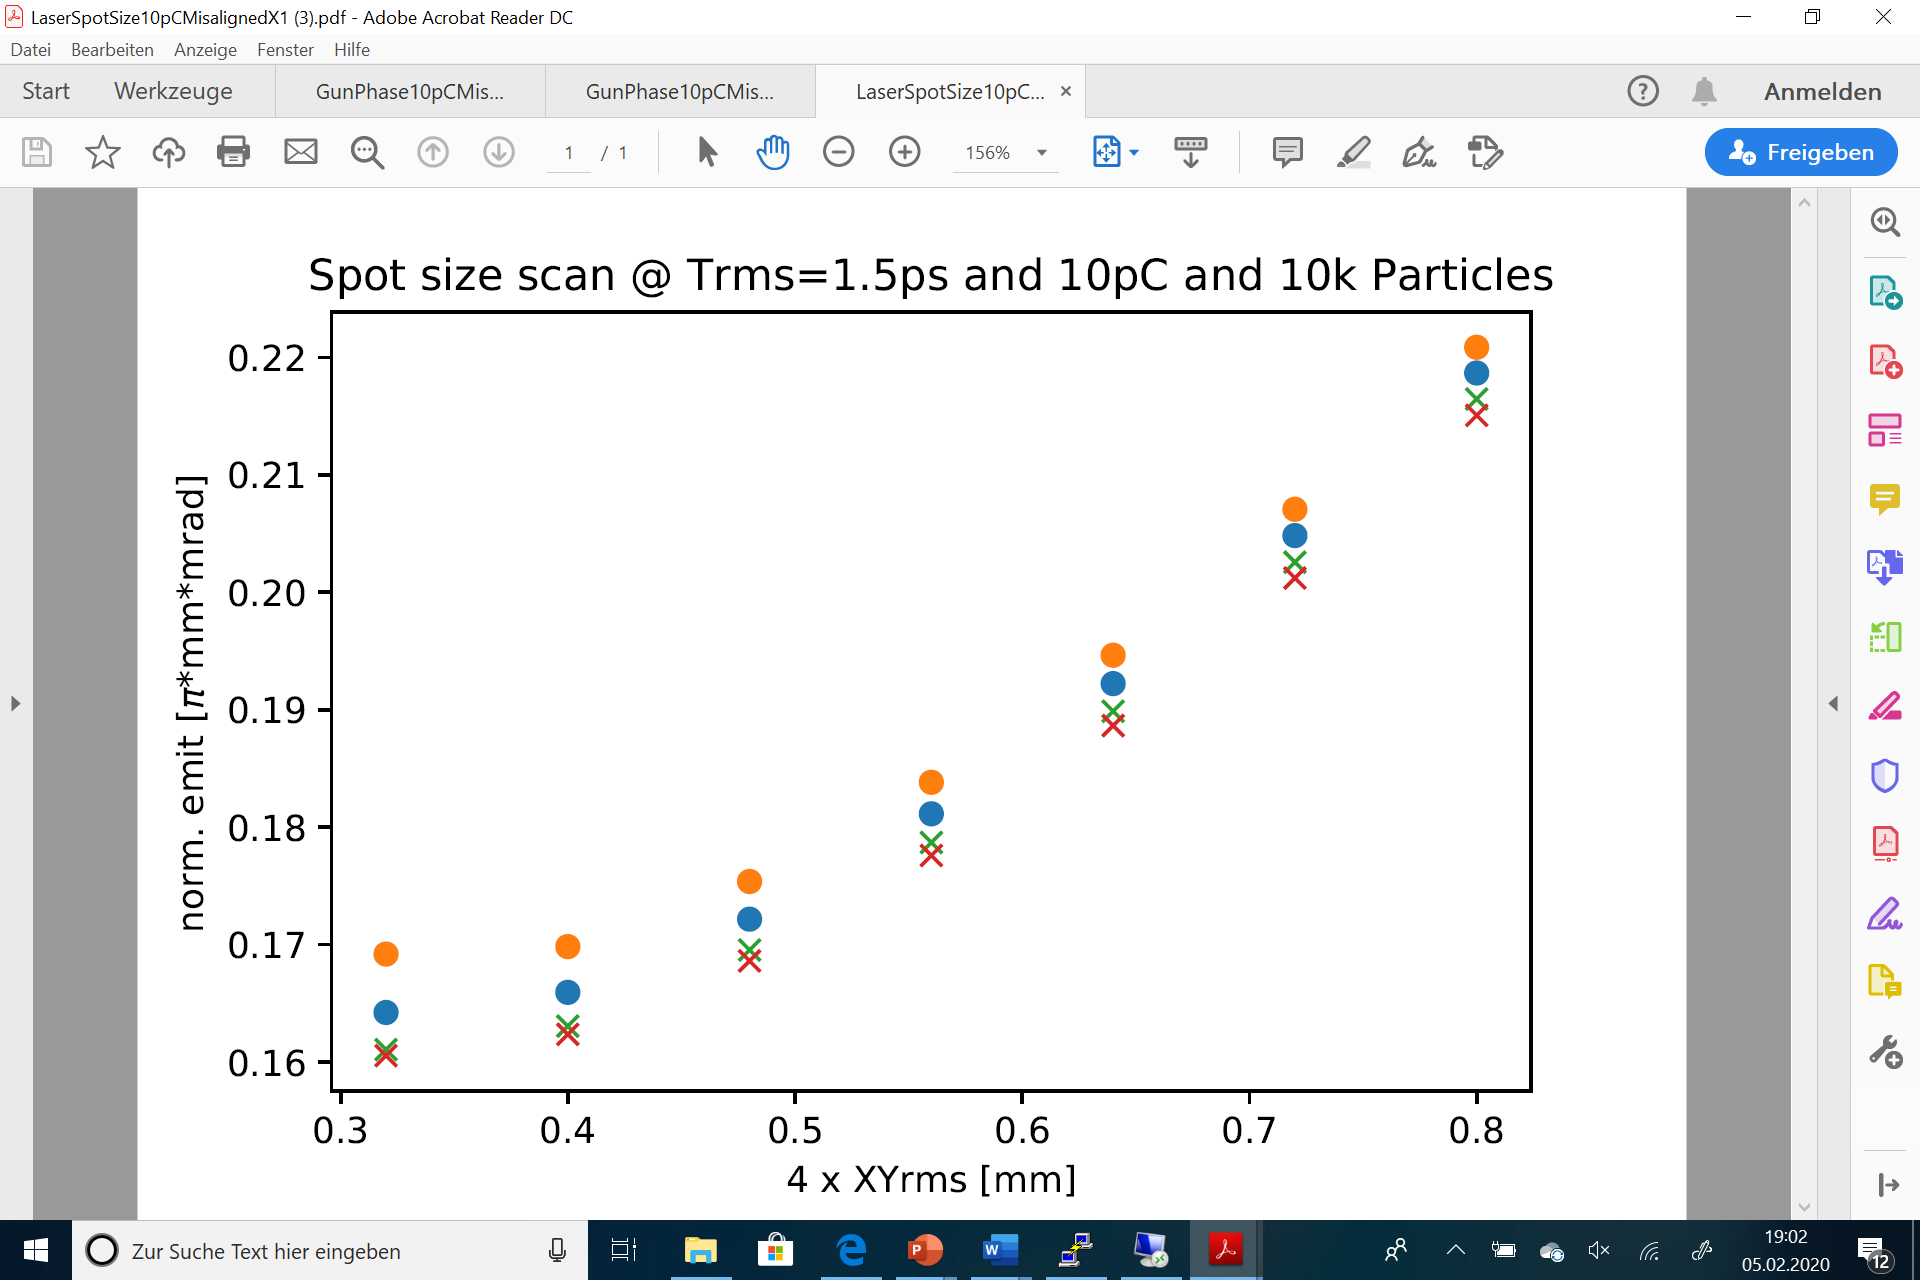 LaserSpotSize10pCMisalignedX1 (3).pdf - Adobe Acrobat Reader DC
Datei Bearbeiten Anzeige Fenster Hilfe
Start Werkzeuge GunPhase10pCMis... GunPhase10pCMis... LaserSpotSize10pC... × Anmelden
1 / 1 156% Freigeben
Spot size scan @ Trms=1.5ps and 10pC and 10k Particles
norm. emit [π*mm*mrad]
0.22
0.21
0.20
0.19
0.18
0.17
0.16
0.3 0.4 0.5 0.6 0.7 0.8
4 x XYrms [mm]
Zur Suche Text hier eingeben
19:02
05.02.2020
12